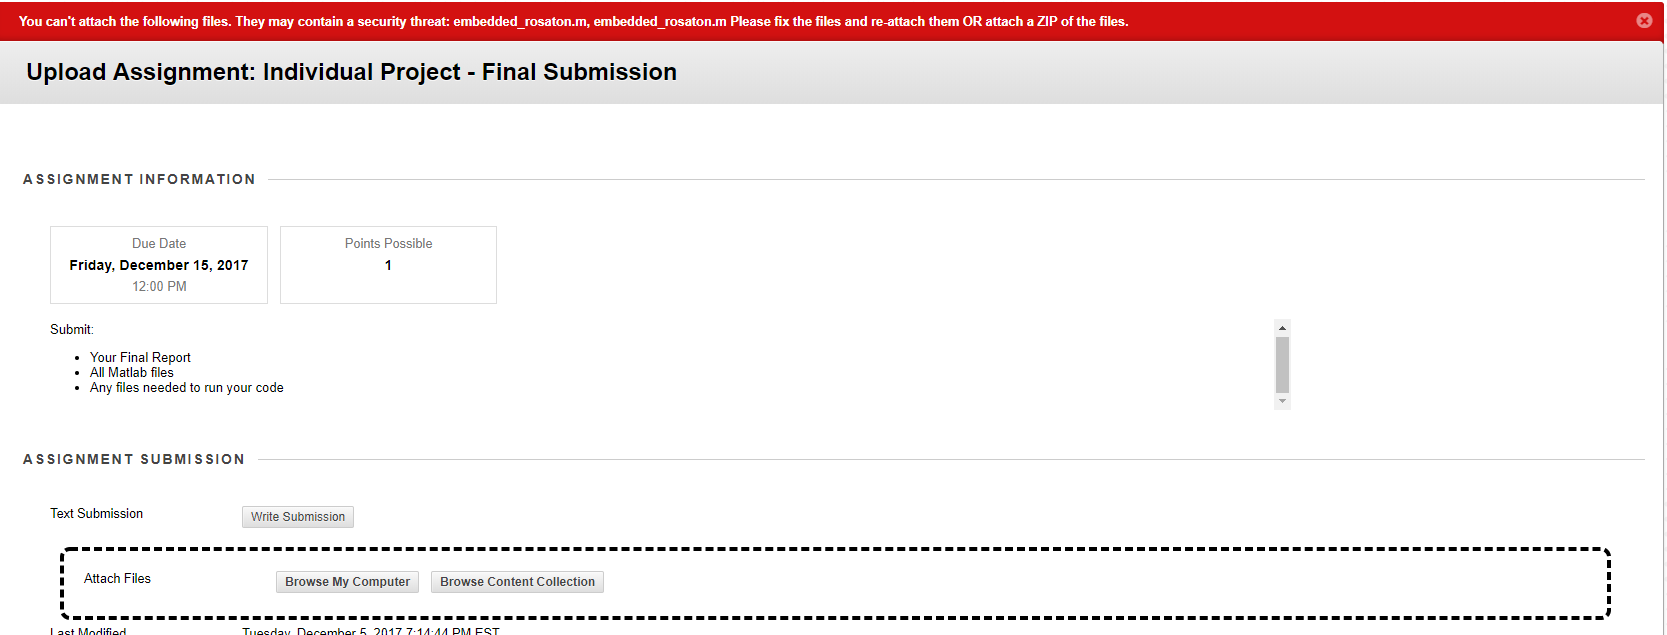 You can't attach the following files. They may contain a security threat: embedded_rosaton.m, embedded_rosaton.m Please fix the files and re-attach them OR attach a ZIP of the files.
Upload Assignment: Individual Project - Final Submission
ASSIGNMENT INFORMATION
Due Date
Friday, December 15, 2017
12:00 PM
Points Possible
1
Submit:
• Your Final Report
• All Matlab files
• Any files needed to run your code
ASSIGNMENT SUBMISSION
Text Submission
Write Submission
Attach Files
Browse My Computer
Browse Content Collection
Last Modified
Tuesday, December 5, 2017 7:14:44 PM EST